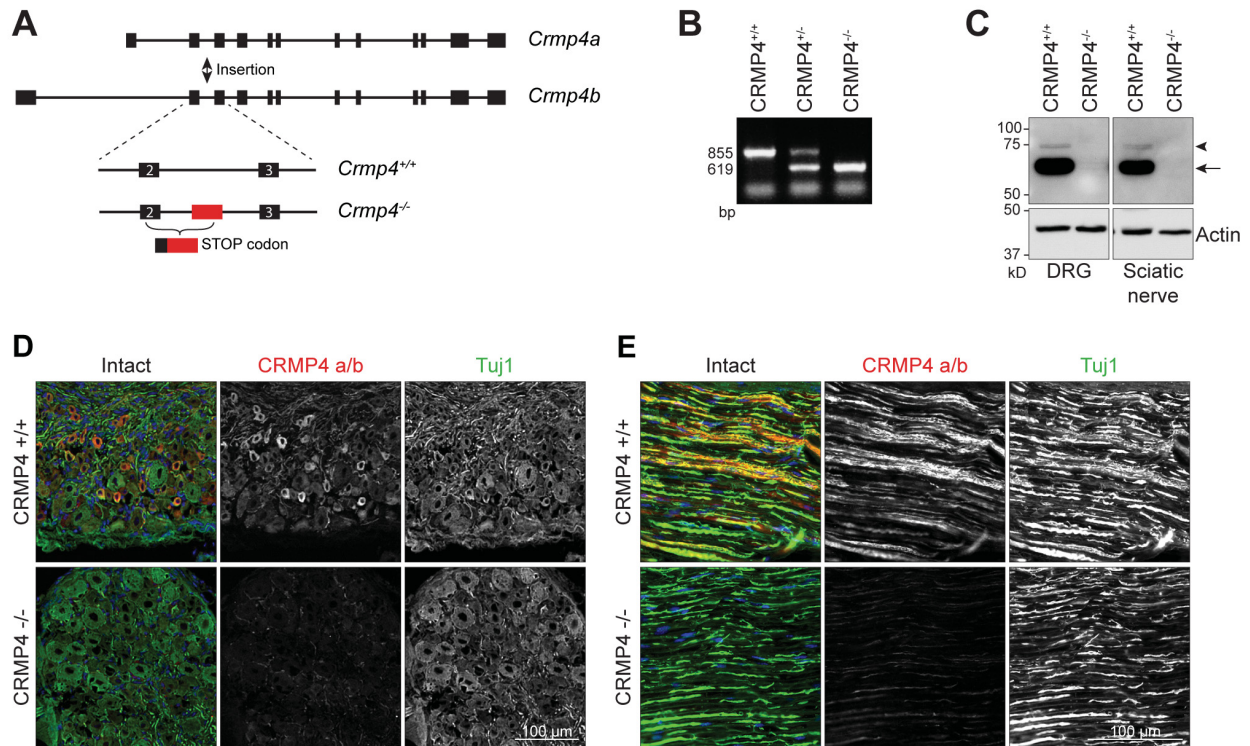 A
Crmp4a
Insertion
Crmp4b
2
3
Crmp4+/+
2
3
Crmp4-/-
STOP codon
B
CRMP4+/+
CRMP4+/-
CRMP4-/-
855
619
bp
C
CRMP4+/+
CRMP4-/-
CRMP4+/+
CRMP4-/-
100
75
50
50
37
kD
Actin
DRG
Sciatic
nerve
D
Intact
CRMP4 a/b
Tuj1
CRMP4 +/+
CRMP4 -/-
100 µm
E
Intact
CRMP4 a/b
Tuj1
CRMP4 +/+
CRMP4 -/-
100 µm